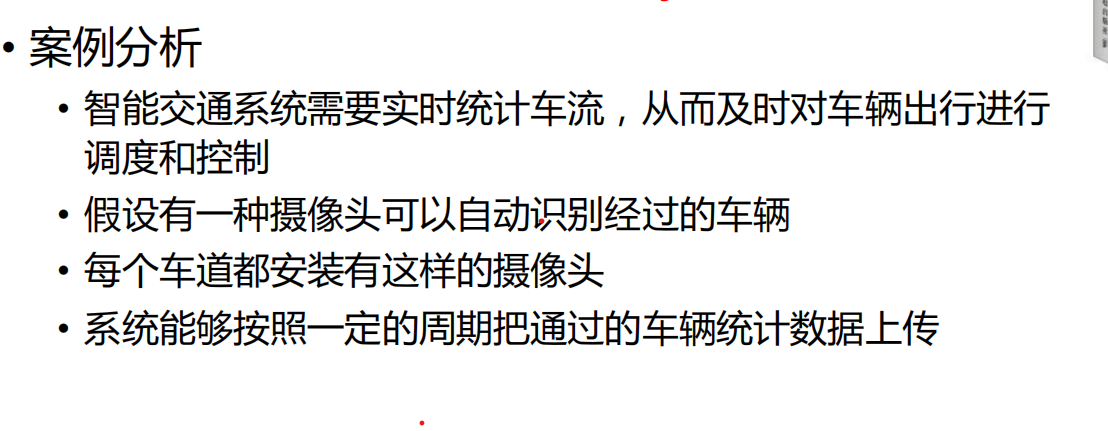 • 案例分析
• 智能交通系统需要实时统计车流，从而及时对车辆出行进行
调度和控制
• 假设有一种摄像头可以自动识别经过的车辆
• 每个车道都安装有这样的摄像头
• 系统能够按照一定的周期把通过的车辆统计数据上传